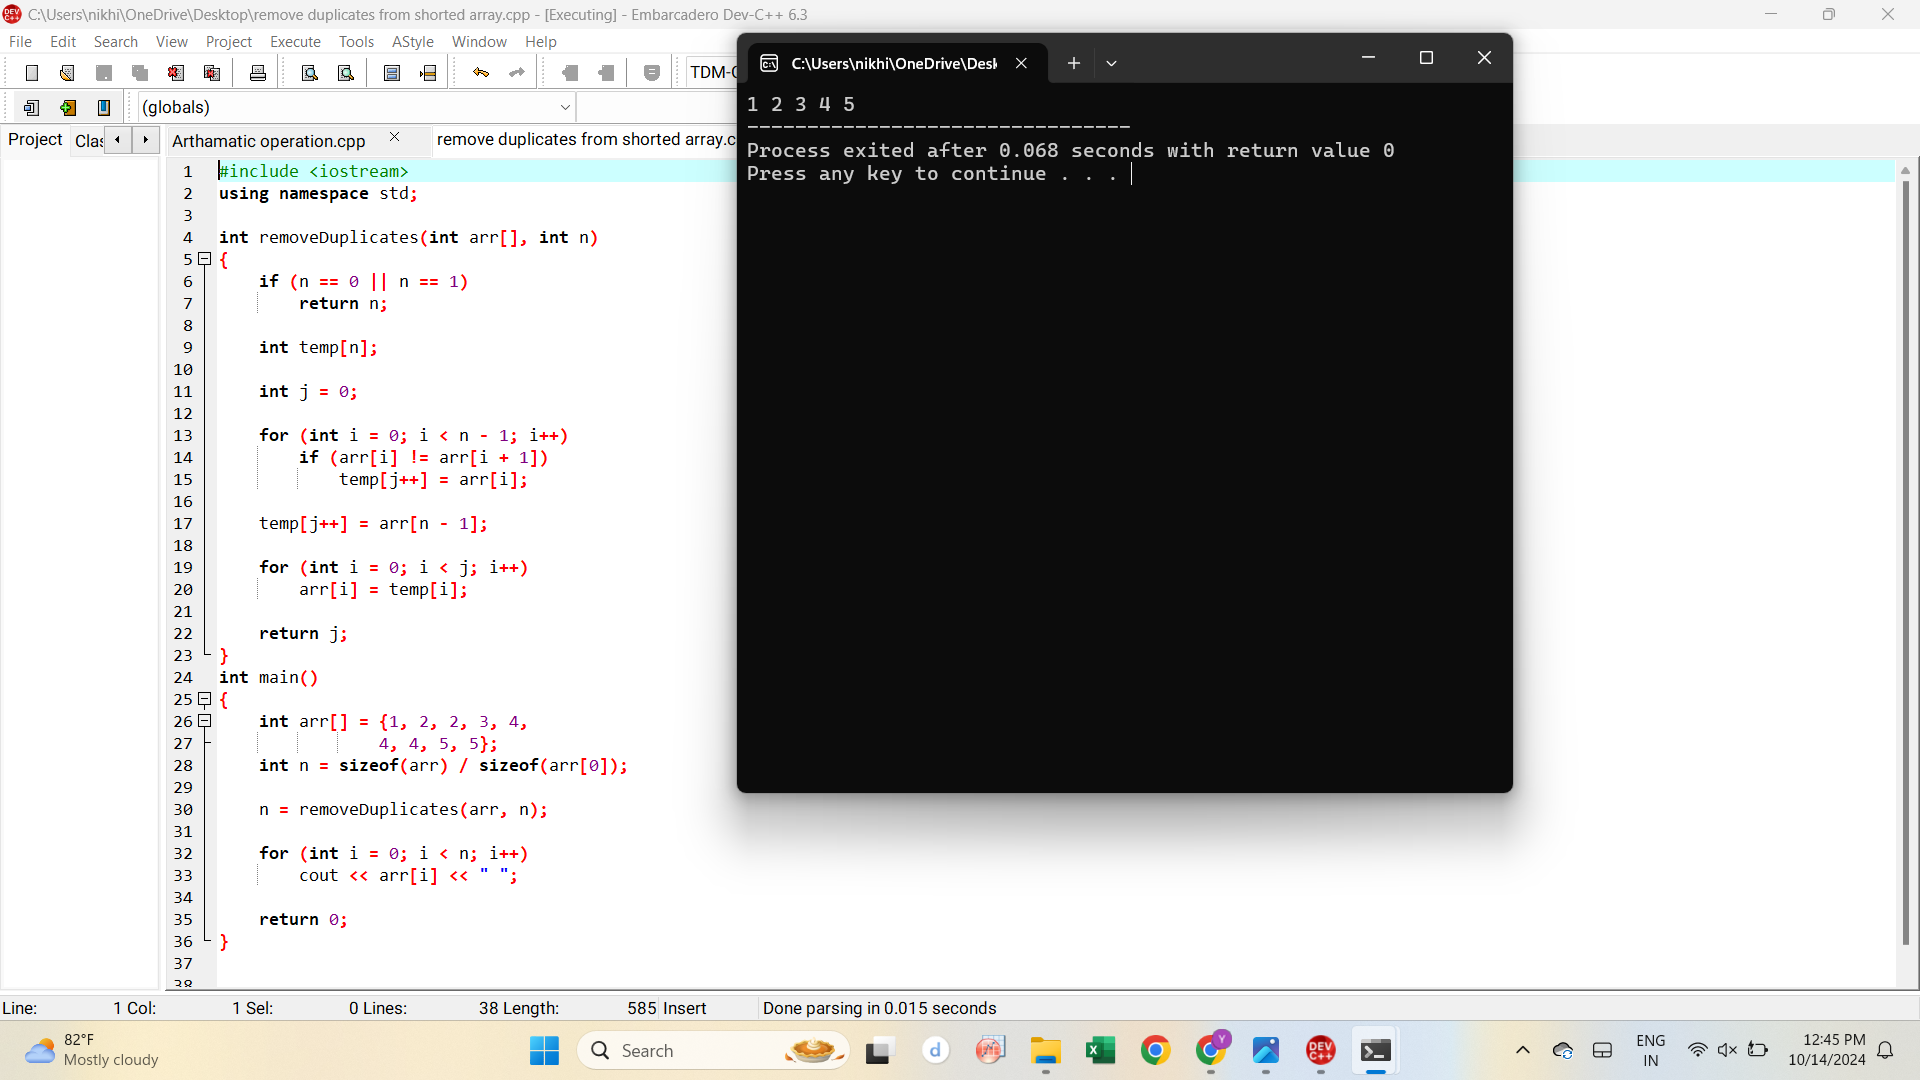 C:\Users\nikhi\OneDrive\Desktop\remove duplicates from shorted array.cpp - [Executing] - Embarcadero Dev-C++ 6.3
File Edit Search View Project Execute Tools AStyle Window Help
TDM-
(globals)
Project Clas
Arthamatic operation.cpp
remove duplicates from shorted array.c
1 #include <iostream>
2 using namespace std;
3
4 int removeDuplicates(int arr[], int n)
5 {
6 if (n == 0 || n == 1)
7 return n;
8
9 int temp[n];
10
11 int j = 0;
12
13 for (int i = 0; i < n - 1; i++)
14 if (arr[i] != arr[i + 1])
15 temp[j++] = arr[i];
16
17 temp[j++] = arr[n - 1];
18
19 for (int i = 0; i < j; i++)
20 arr[i] = temp[i];
21
22 return j;
23 }
24 int main()
25 {
26 int arr[] = {1, 2, 2, 3, 4,
27 4, 4, 5, 5};
28 int n = sizeof(arr) / sizeof(arr[0]);
29
30 n = removeDuplicates(arr, n);
31
32 for (int i = 0; i < n; i++)
33 cout << arr[i] << " ";
34
35 return 0;
36 }
37
38
C:\Users\nikhi\OneDrive\Desk
1 2 3 4 5
--------------------------------
Process exited after 0.068 seconds with return value 0
Press any key to continue . . .
Line: 1 Col: 1 Sel: 0 Lines: 38 Length: 585 Insert Done parsing in 0.015 seconds
82°F
Mostly cloudy
Search
d
Y
DEV C++
ENG
IN
12:45 PM
10/14/2024